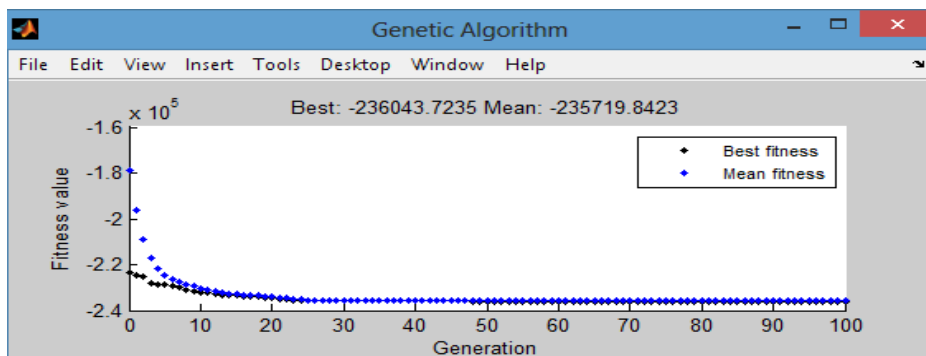 Genetic Algorithm
File Edit View Insert Tools Desktop Window Help
x 10^5
Best: -236043.7235 Mean: -235719.8423
Best fitness
Mean fitness
Fitness value
-1.6
-1.8
-2
-2.2
-2.4
0 10 20 30 40 50 60 70 80 90 100
Generation